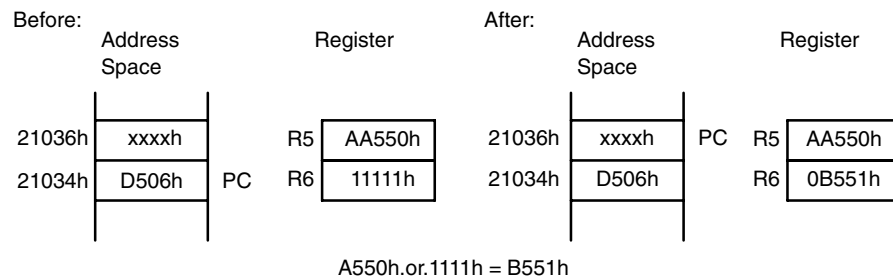 Before:
After:
Address Space
Register
Address Space
Register
21036h xxxxh R5 AA550h 21036h xxxxh PC R5 AA550h
21034h D506h PC R6 11111h 21034h D506h R6 0B551h
A550h.or.1111h = B551h